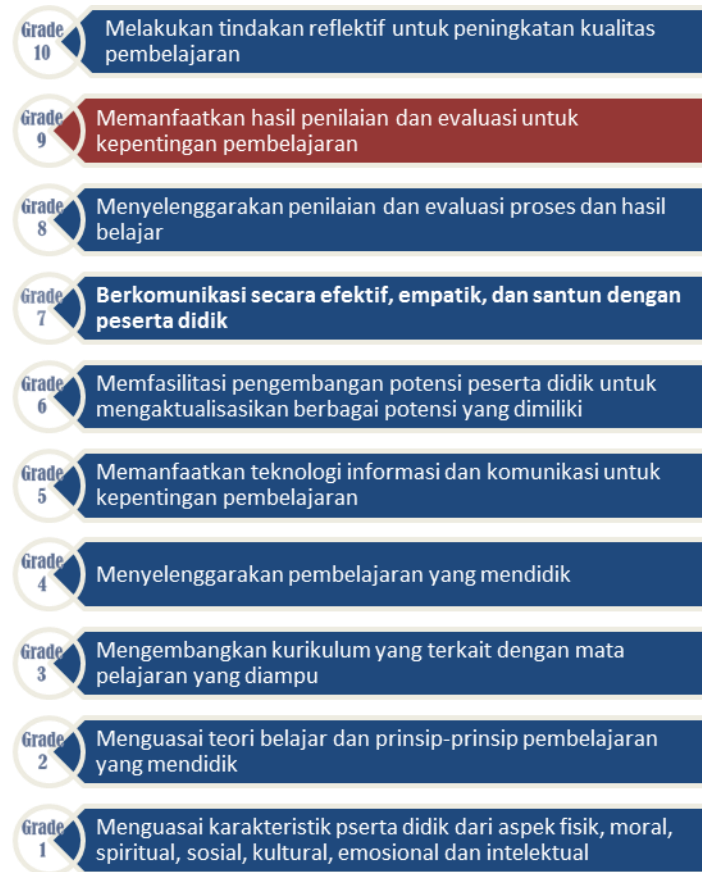 Grade
10
Melakukan tindakan reflektif untuk peningkatan kualitas
pembelajaran
Grade
9
Memanfaatkan hasil penilaian dan evaluasi untuk
kepentingan pembelajaran
Grade
8
Menyelenggarakan penilaian dan evaluasi proses dan hasil
belajar
Grade
7
Berkomunikasi secara efektif, empatik, dan santun dengan
peserta didik
Grade
6
Memfasilitasi pengembangan potensi peserta didik untuk
mengaktualisasikan berbagai potensi yang dimiliki
Grade
5
Memanfaatkan teknologi informasi dan komunikasi untuk
kepentingan pembelajaran
Grade
4
Menyelenggarakan pembelajaran yang mendidik
Grade
3
Mengembangkan kurikulum yang terkait dengan mata
pelajaran yang diampu
Grade
2
Menguasai teori belajar dan prinsip-prinsip pembelajaran
yang mendidik
Grade
1
Menguasai karakteristik pserta didik dari aspek fisik, moral,
spiritual, sosial, kultural, emosional dan intelektual